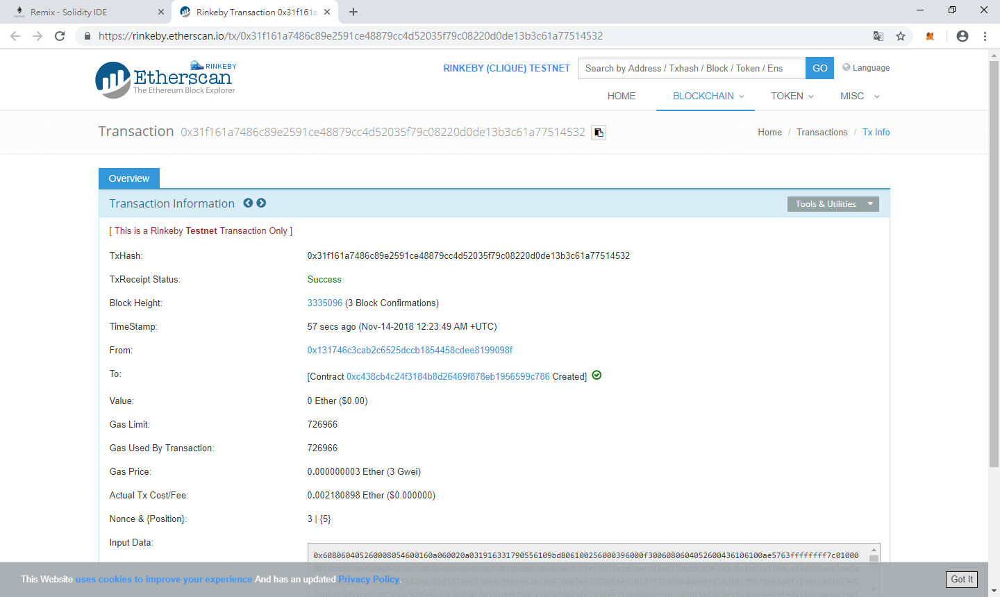 Remix - Solidity IDE
Rinkeby Transaction 0x31f161a
https://rinkeby.etherscan.io/tx/0x31f161a7486c89e2591ce48879cc4d52035f79c08220d0de13b3c61a77514532
RINKEBY
Etherscan
The Ethereum Block Explorer
RINKEBY (CLIQUE) TESTNET
Search by Address / Txhash / Block / Token / Ens
GO
Language
HOME
BLOCKCHAIN
TOKEN
MISC
Transaction 0x31f161a7486c89e2591ce48879cc4d52035f79c08220d0de13b3c61a77514532
Home / Transactions / Tx Info
Overview
Transaction Information
Tools & Utilities
[ This is a Rinkeby Testnet Transaction Only ]
TxHash: 0x31f161a7486c89e2591ce48879cc4d52035f79c08220d0de13b3c61a77514532
TxReceipt Status: Success
Block Height: 3335096 (3 Block Confirmations)
TimeStamp: 57 secs ago (Nov-14-2018 12:23:49 AM +UTC)
From: 0x131746c3cab2c6525dccb1854458cdee8199098f
To: [Contract 0xc438cb4c24f3184b8d26469f878eb1956599c786 Created]
Value: 0 Ether ($0.00)
Gas Limit: 726966
Gas Used By Transaction: 726966
Gas Price: 0.000000003 Ether (3 Gwei)
Actual Tx Cost/Fee: 0.002180898 Ether ($0.000000)
Nonce & {Position}: 3 | {5}
Input Data:
0x608060405260008054600160a060020a031916331790556109bd806100256000396000f3006080604052600436106100ae5763ffffffff7c01000
This Website uses cookies to improve your experience And has an updated Privacy Policy.
Got It